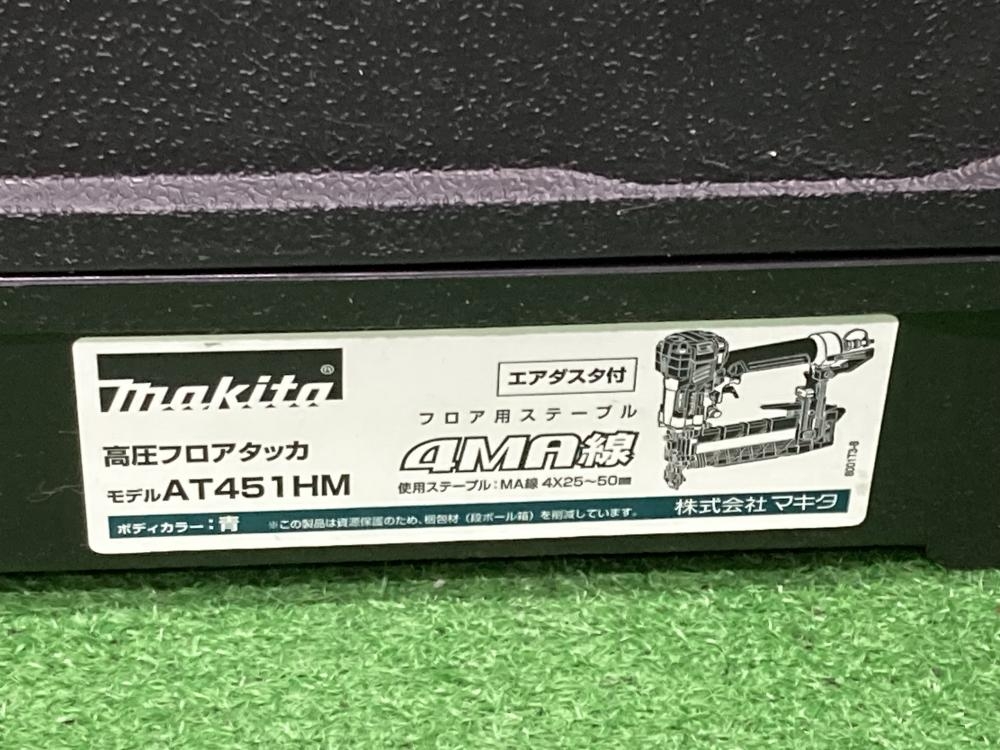 makita®
高圧フロアタッカ
モデルAT451HM
エアダスタ付
フロア用ステープル
4MA線
使用ステープル:MA線 4X25～50㎜
ボディカラー:青 ※この製品は資源保護のため、梱包材(段ボール箱)を削減しています。
株式会社マキタ